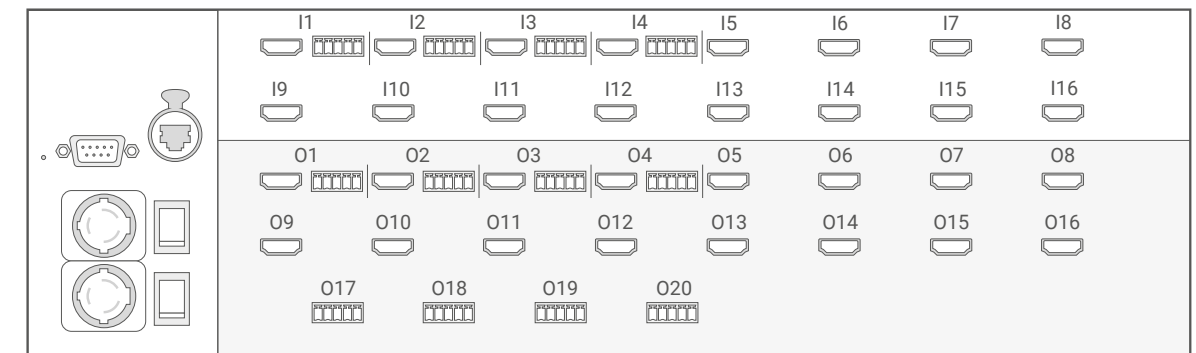 I1 I2 I3 I4 I5 I6 I7 I8
I9 I10 I11 I12 I13 I14 I15 I16
O1 O2 O3 O4 O5 O6 O7 O8
O9 O10 O11 O12 O13 O14 O15 O16
O17 O18 O19 O20